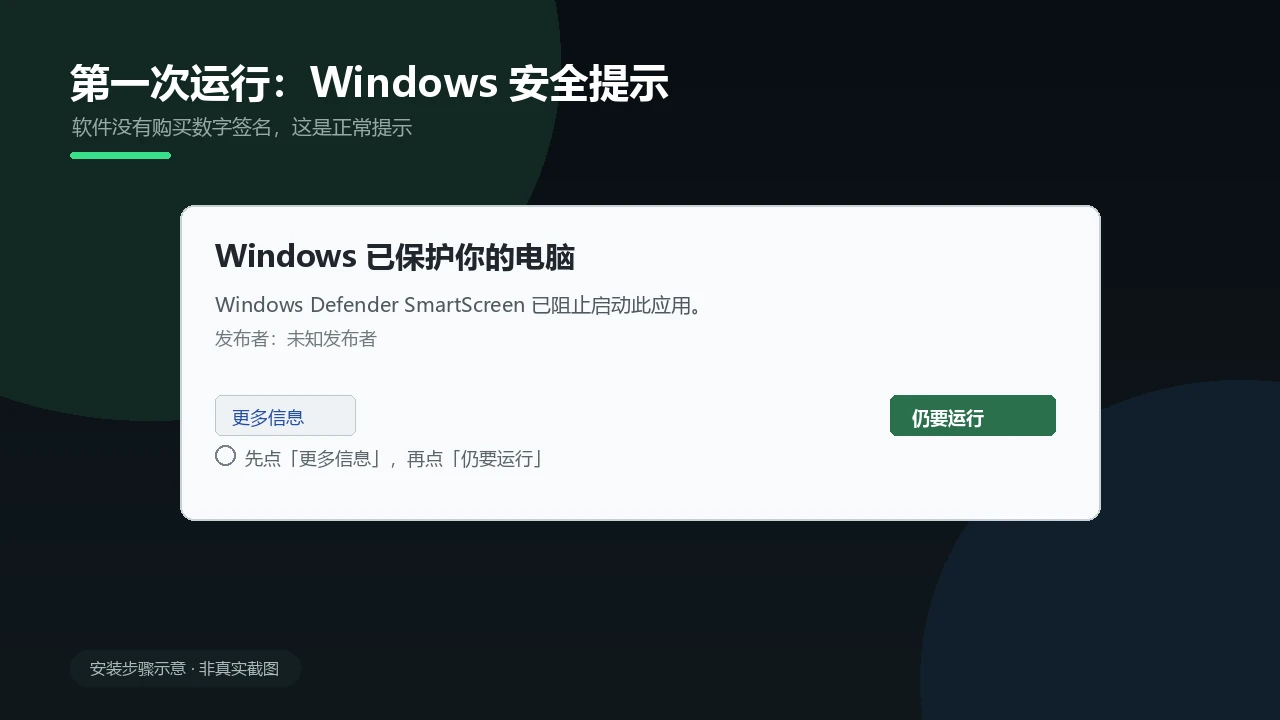 第一次运行：Windows 安全提示
软件没有购买数字签名，这是正常提示
Windows 已保护你的电脑
Windows Defender SmartScreen 已阻止启动此应用。
发布者：未知发布者
更多信息
仍要运行
先点「更多信息」，再点「仍要运行」
安装步骤示意 · 非真实截图